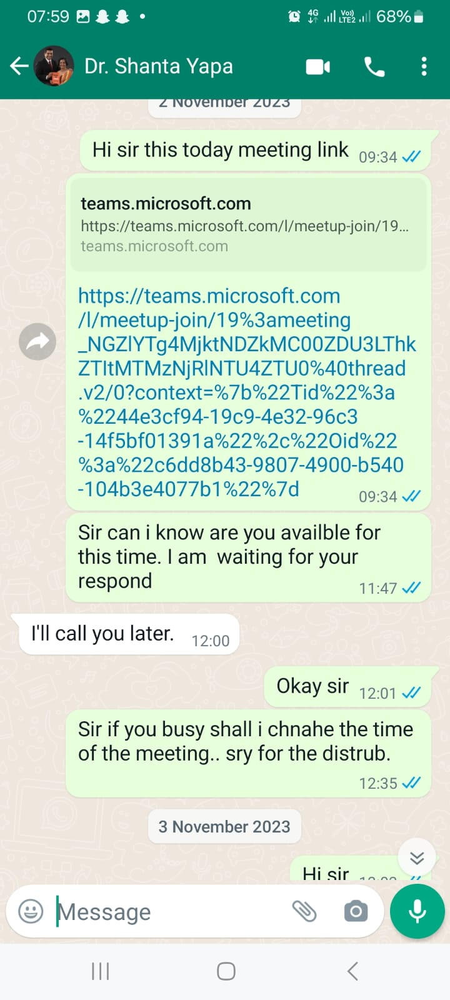 07:59
4G Vo)) LTE2 68%
Dr. Shanta Yapa
2 November 2023
Hi sir this today meeting link 09:34
teams.microsoft.com
https://teams.microsoft.com/l/meetup-join/19...
teams.microsoft.com
https://teams.microsoft.com
/l/meetup-join/19%3ameeting
_NGZlYTg4MjktNDZkMC00ZDU3LThk
ZTItMTMzNjRlNTU4ZTU0%40thread
.v2/0?context=%7b%22Tid%22%3a
%2244e3cf94-19c9-4e32-96c3
-14f5bf01391a%22%2c%22Oid%22
%3a%22c6dd8b43-9807-4900-b540
-104b3e4077b1%22%7d 09:34
Sir can i know are you availble for
this time. I am waiting for your
respond 11:47
I'll call you later. 12:00
Okay sir 12:01
Sir if you busy shall i chnahe the time
of the meeting.. sry for the distrub.
12:35
3 November 2023
Hi sir
Message